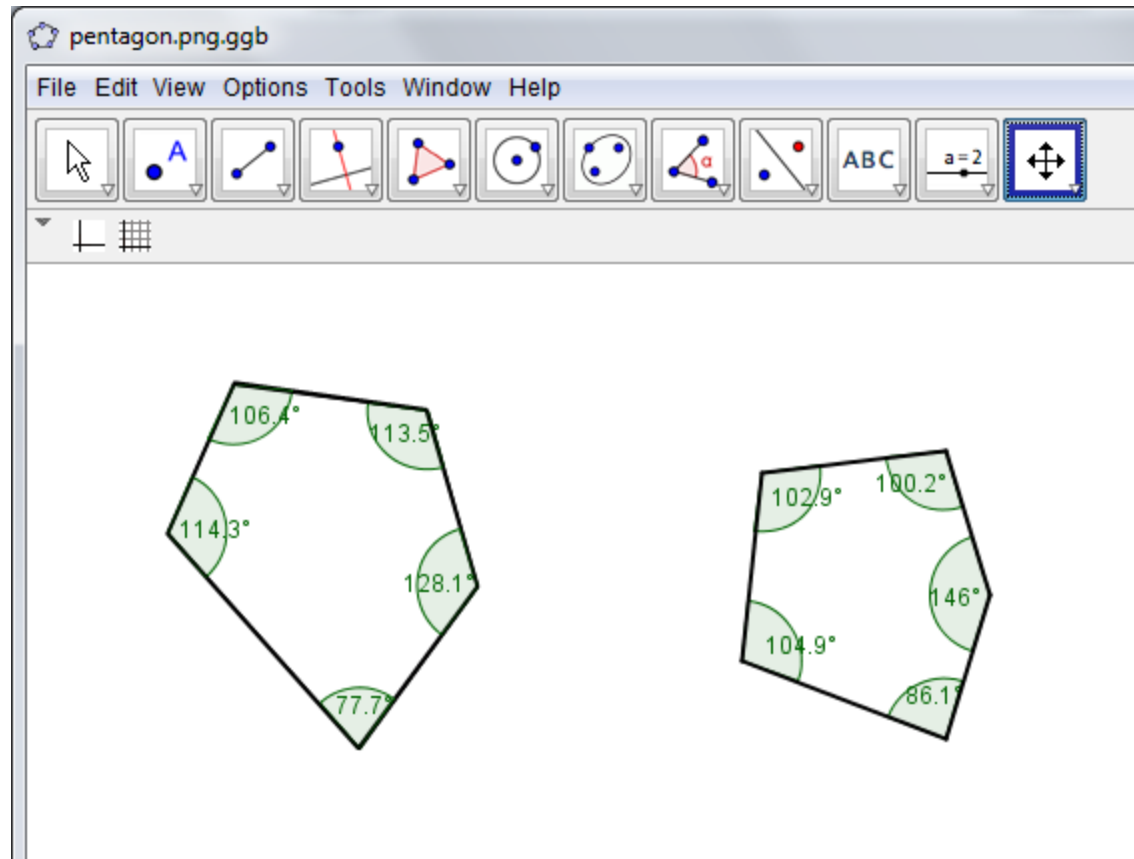 pentagon.png.ggb
File Edit View Options Tools Window Help
A
α
ABC
a=2
106.4°
113.5°
114.3°
128.1°
77.7°
102.9°
100.2°
146°
104.9°
86.1°